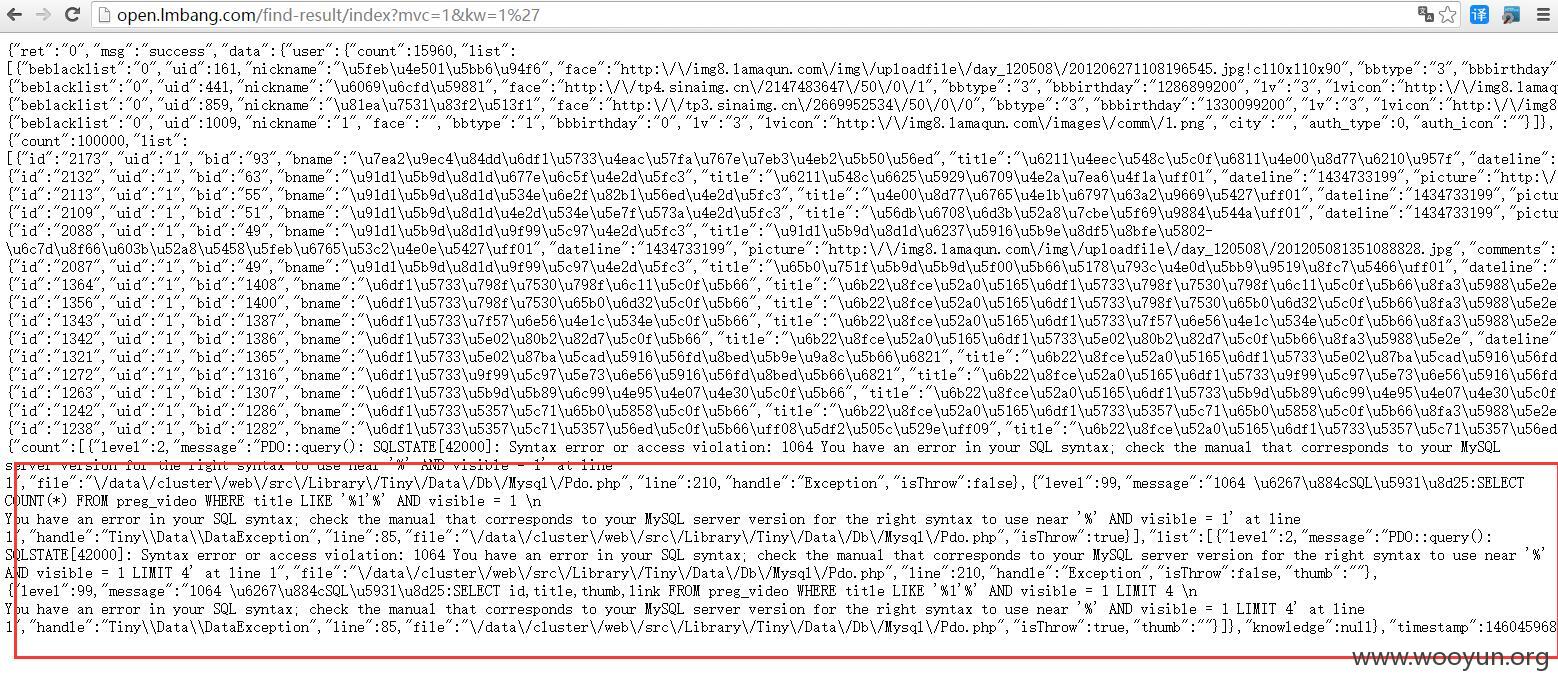 open.lmbang.com/find-result/index?mvc=1&kw=1%27
译
{"ret":"0","msg":"success","data":{"user":{"count":15960,"list":
[{"beblacklist":"0","uid":161,"nickname":"\u5feb\u4e501\u5bb6\u94f6","face":"http:\/\/img8.lamaqun.com\/img\/uploadfile\/day_120508\/201206271108196545.jpg!c110x110x90","bbtype":"3","bbbirthday"
{"beblacklist":"0","uid":441,"nickname":"\u6069\u6cfd\u59881","face":"http:\/\/tp4.sinaimg.cn\/2147483647\/50\/0\/1","bbtype":"3","bbbirthday":"1286899200","lv":"3","lvicon":"http:\/\/img8.lamaq
{"beblacklist":"0","uid":859,"nickname":"\u81ea\u7531\u83f2\u513f1","face":"http:\/\/tp3.sinaimg.cn\/2669952534\/50\/0\/0","bbtype":"3","bbbirthday":"1330099200","lv":"3","lvicon":"http:\/\/img8
{"beblacklist":"0","uid":1009,"nickname":"1","face":"","bbtype":"1","bbbirthday":"0","lv":"3","lvicon":"http:\/\/img8.lamaqun.com\/images\/comm\/1.png","city":"","auth_type":0,"auth_icon":""}]},
{"count":100000,"list":
[{"id":"2173","uid":"1","bid":"93","bname":"\u7ea2\u9ec4\u84dd\u6df1\u5733\u4eac\u57fa\u767e\u7eb3\u4eb2\u5b50\u56ed","title":"\u6211\u4eec\u548c\u5c0f\u6811\u4e00\u8d77\u6210\u957f","dateline":
{"id":"2132","uid":"1","bid":"63","bname":"\u91d1\u5b9d\u8d1d\u677e\u6c5f\u4e2d\u5fc3","title":"\u6211\u548c\u6625\u5929\u6709\u4e2a\u7ea6\u4f1a\uff01","dateline":"1434733199","picture":"http:\/
{"id":"2113","uid":"1","bid":"55","bname":"\u91d1\u5b9d\u8d1d\u534e\u6e2f\u82b1\u56ed\u4e2d\u5fc3","title":"\u4e00\u8d77\u8765\u4e1b\u6797\u63a2\u9669\u5427\uff01","dateline":"1434733199","pictur
{"id":"2109","uid":"1","bid":"51","bname":"\u91d1\u5b9d\u8d1d\u4e2d\u534e\u5e7f\u573a\u4e2d\u5fc3","title":"\u56db\u6708\u6d3b\u52a8\u7cbe\u5f69\u9884\u544a\uff01","dateline":"1434733199","pictu
{"id":"2088","uid":"1","bid":"49","bname":"\u91d1\u5b9d\u8d1d\u9f99\u5c97\u4e2d\u5fc3","title":"\u91d1\u5b9d\u8d1d\u6237\u5916\u5b9e\u8df5\u8bfe\u5802-
\u6c7d\u8f66\u603b\u52a8\u5458\u5feb\u6765\u53c2\u4e0e\u5427\uff01","dateline":"1434733199","picture":"http:\/\/img8.lamaqun.com\/img\/uploadfile\/day_120508\/201205081351088828.jpg","comments":
{"id":"2087","uid":"1","bid":"49","bname":"\u91d1\u5b9d\u8d1d\u9f99\u5c97\u4e2d\u5fc3","title":"\u65b0\u751f\u5b9d\u5b9d\u5f00\u5b66\u5178\u793c\u4e0d\u5bb9\u9519\u8fc7\u5466\uff01","dateline":"
{"id":"1364","uid":"1","bid":"1408","bname":"\u6df1\u5733\u798f\u7530\u798f\u6c11\u5c0f\u5b66","title":"\u6b22\u8fce\u52a0\u5165\u6df1\u5733\u798f\u7530\u798f\u6c11\u5c0f\u5b66\u8fa3\u5988\u5e2e
{"id":"1356","uid":"1","bid":"1400","bname":"\u6df1\u5733\u798f\u7530\u65b0\u6d32\u5c0f\u5b66","title":"\u6b22\u8fce\u52a0\u5165\u6df1\u5733\u798f\u7530\u65b0\u6d32\u5c0f\u5b66\u8fa3\u5988\u5e2e
{"id":"1343","uid":"1","bid":"1387","bname":"\u6df1\u5733\u7f57\u6e56\u4e1c\u534e\u5c0f\u5b66","title":"\u6b22\u8fce\u52a0\u5165\u6df1\u5733\u7f57\u6e56\u4e1c\u534e\u5c0f\u5b66\u8fa3\u5988\u5e2e
{"id":"1342","uid":"1","bid":"1386","bname":"\u6df1\u5733\u5e02\u80b2\u82d7\u5c0f\u5b66","title":"\u6b22\u8fce\u52a0\u5165\u6df1\u5733\u5e02\u80b2\u82d7\u5c0f\u5b66\u8fa3\u5988\u5e2e","dateline"
{"id":"1321","uid":"1","bid":"1365","bname":"\u6df1\u5733\u5e02\u87ba\u5cad\u5916\u56fd\u8bed\u5b9e\u9a8c\u5b66\u6821","title":"\u6b22\u8fce\u52a0\u5165\u6df1\u5733\u5e02\u87ba\u5cad\u5916\u56fd
{"id":"1272","uid":"1","bid":"1316","bname":"\u6df1\u5733\u9f99\u5c97\u5e73\u6e56\u5916\u56fd\u8bed\u5b66\u6821","title":"\u6b22\u8fce\u52a0\u5165\u6df1\u5733\u9f99\u5c97\u5e73\u6e56\u5916\u56fd
{"id":"1263","uid":"1","bid":"1307","bname":"\u6df1\u5733\u5b9d\u5b89\u6c99\u4e95\u4e07\u4e30\u5c0f\u5b66","title":"\u6b22\u8fce\u52a0\u5165\u6df1\u5733\u5b9d\u5b89\u6c99\u4e95\u4e07\u4e30\u5c0f
{"id":"1242","uid":"1","bid":"1286","bname":"\u6df1\u5733\u5357\u5c71\u65b0\u5858\u5c0f\u5b66","title":"\u6b22\u8fce\u52a0\u5165\u6df1\u5733\u5357\u5c71\u65b0\u5858\u5c0f\u5b66\u8fa3\u5988\u5e2e
{"id":"1238","uid":"1","bid":"1282","bname":"\u6df1\u5733\u5357\u5c71\u56ed\u5c0f\u5b66\uff08\u5df2\u505c\u529e\uff09","title":"\u6b22\u8fce\u52a0\u5165\u6df1\u5733\u5357\u5c71\u5357\u5c71\u56ed
{"count":[{"level":2,"message":"PDO::query(): SQLSTATE[42000]: Syntax error or access violation: 1064 You have an error in your SQL syntax; check the manual that corresponds to your MySQL
server version for the right syntax to use near '%' AND visible = 1' at line
1","file":"\/data\/cluster\/web\/src\/Library\/Tiny\/Data\/Db\/Mysql\/Pdo.php","line":210,"handle":"Exception","isThrow":false},{"level":99,"message":"1064 \u6267\u884cSQL\u5931\u8d25:SELECT
COUNT(*) FROM preg_video WHERE title LIKE '%1'%' AND visible = 1 \n
You have an error in your SQL syntax; check the manual that corresponds to your MySQL server version for the right syntax to use near '%' AND visible = 1' at line
1","handle":"Tiny\\Data\\DataException","line":85,"file":"\/data\/cluster\/web\/src\/Library\/Tiny\/Data\/Db\/Mysql\/Pdo.php","isThrow":true}],"list":[{"level":2,"message":"PDO::query():
SQLSTATE[42000]: Syntax error or access violation: 1064 You have an error in your SQL syntax; check the manual that corresponds to your MySQL server version for the right syntax to use near '%'
AND visible = 1 LIMIT 4' at line 1","file":"\/data\/cluster\/web\/src\/Library\/Tiny\/Data\/Db\/Mysql\/Pdo.php","line":210,"handle":"Exception","isThrow":false,"thumb":""},
{"level":99,"message":"1064 \u6267\u884cSQL\u5931\u8d25:SELECT id,title,thumb,link FROM preg_video WHERE title LIKE '%1'%' AND visible = 1 LIMIT 4 \n
You have an error in your SQL syntax; check the manual that corresponds to your MySQL server version for the right syntax to use near '%' AND visible = 1 LIMIT 4' at line
1","handle":"Tiny\\Data\\DataException","line":85,"file":"\/data\/cluster\/web\/src\/Library\/Tiny\/Data\/Db\/Mysql\/Pdo.php","isThrow":true,"thumb":""}]},"knowledge":null},"timestamp":146045968
www.wooyun.org